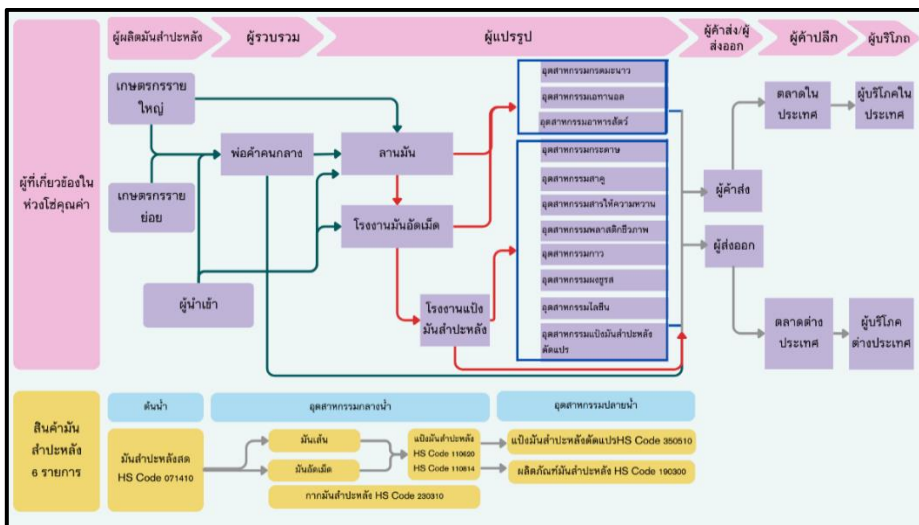 ผู้ผลิตมันสำปะหลัง
ผู้รวบรวม
ผู้แปรรูป
ผู้ค้าส่ง/ผู้
ส่งออก
ผู้ค้าปลีก
ผู้บริโภถ
ผู้ที่เกี่ยวข้องใน
ห่วงโซ่คุณค่า
เกษตรกรราย
ใหญ่
เกษตรกรราย
ย่อย
ผู้นำเข้า
พ่อค้าคนกลาง
ลานมัน
โรงงานมันอัดเม็ด
โรงงานแป้ง
มันสำปะหลัง
อุตสาหกรรมกรดมะนาว
อุตสาหกรรมเอทานอล
อุตสาหกรรมอาหารสัตว์
อุตสาหกรรมกระดาษ
อุตสาหกรรมสาคู
อุตสาหกรรมสารให้ความหวาน
อุตสาหกรรมพลาสติกชีวภาพ
อุตสาหกรรมกาว
อุตสาหกรรมผงชูรส
อุตสาหกรรมไลซีน
อุตสาหกรรมแป้งมันสำปะหลัง
ดัดแปร
ผู้ค้าส่ง
ผู้ส่งออก
ตลาดใน
ประเทศ
ผู้บริโภคใน
ประเทศ
ตลาดต่าง
ประเทศ
ผู้บริโภค
ต่างประเทศ
สินค้ามัน
สำปะหลัง
6 รายการ
ต้นน้ำ
อุตสาหกรรมกลางน้ำ
อุตสาหกรรมปลายน้ำ
มันสำปะหลังสด
HS Code 071410
มันเส้น
มันอัดเม็ด
กากมันสำปะหลัง HS Code 230310
แป้งมันสำปะหลัง
HS Code 110620
HS Code 110814
แป้งมันสำปะหลังดัดแปรHS Code 350510
ผลิตภัณฑ์มันสำปะหลัง HS Code 190300